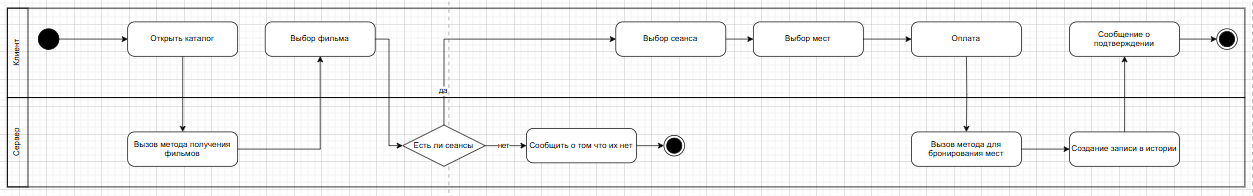 Клиент
Открыть каталог
Выбор фильма
Выбор сеанса
Выбор мест
Оплата
Сообщение о
подтверждении
да
Сервер
Вызов метода получения
фильмов
Есть ли сеансы
нет
Сообщить о том что их нет
Вызов метода для
бронирования мест
Создание записи в истории